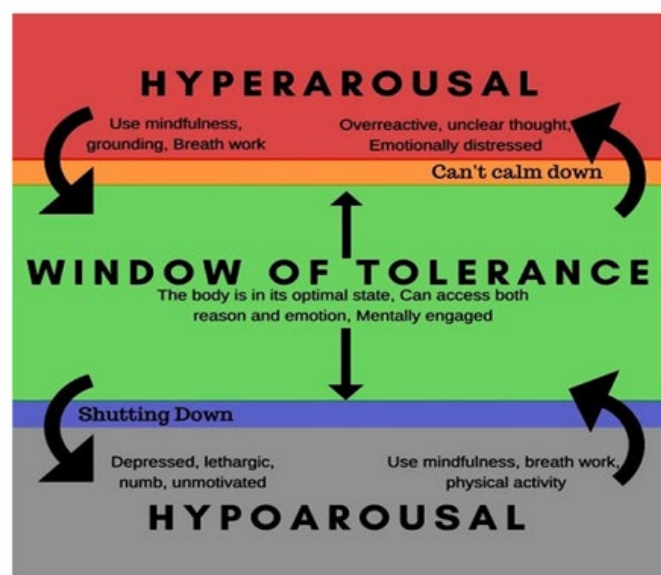 HYPERAROUSAL
Use mindfulness,
grounding, Breath work
Overreactive, unclear thought,
Emotionally distressed
Can't calm down
WINDOW OF TOLERANCE
The body is in its optimal state, Can access both
reason and emotion, Mentally engaged
Shutting Down
Depressed, lethargic,
numb, unmotivated
Use mindfulness, breath work,
physical activity
HYPOAROUSAL